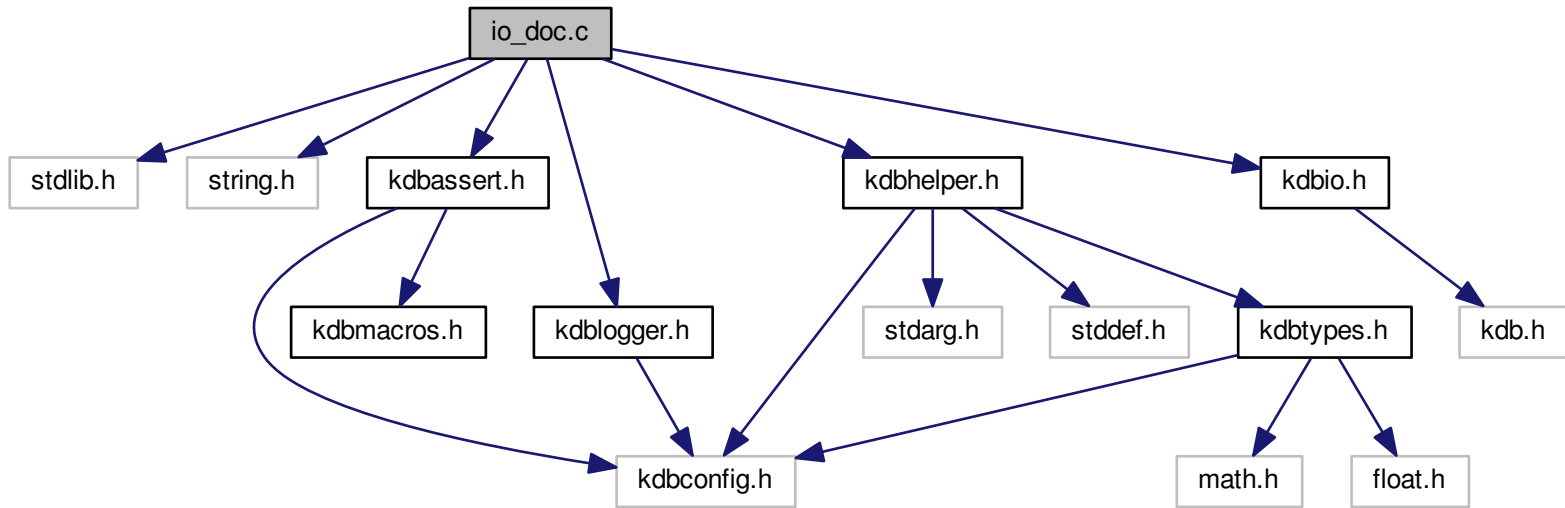 io_doc.c
stdlib.h
string.h
kdbassert.h
kdbhelper.h
kdbio.h
kdbmacros.h
kdblogger.h
stdarg.h
stddef.h
kdbtypes.h
kdb.h
kdbconfig.h
math.h
float.h